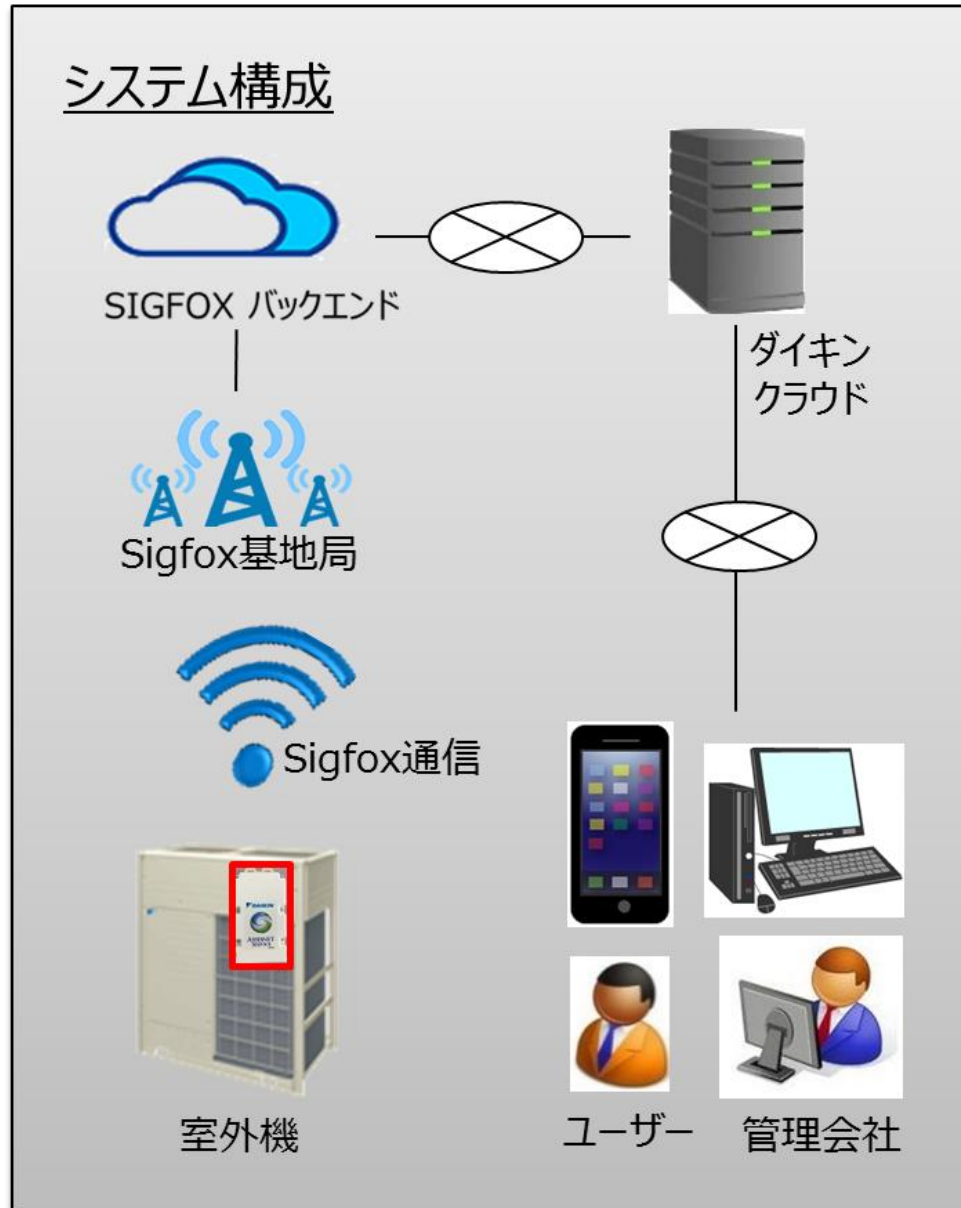 システム構成
SIGFOX バックエンド
ダイキン
クラウド
Sigfox基地局
Sigfox通信
DAIKIN
室外機
ユーザー
管理会社